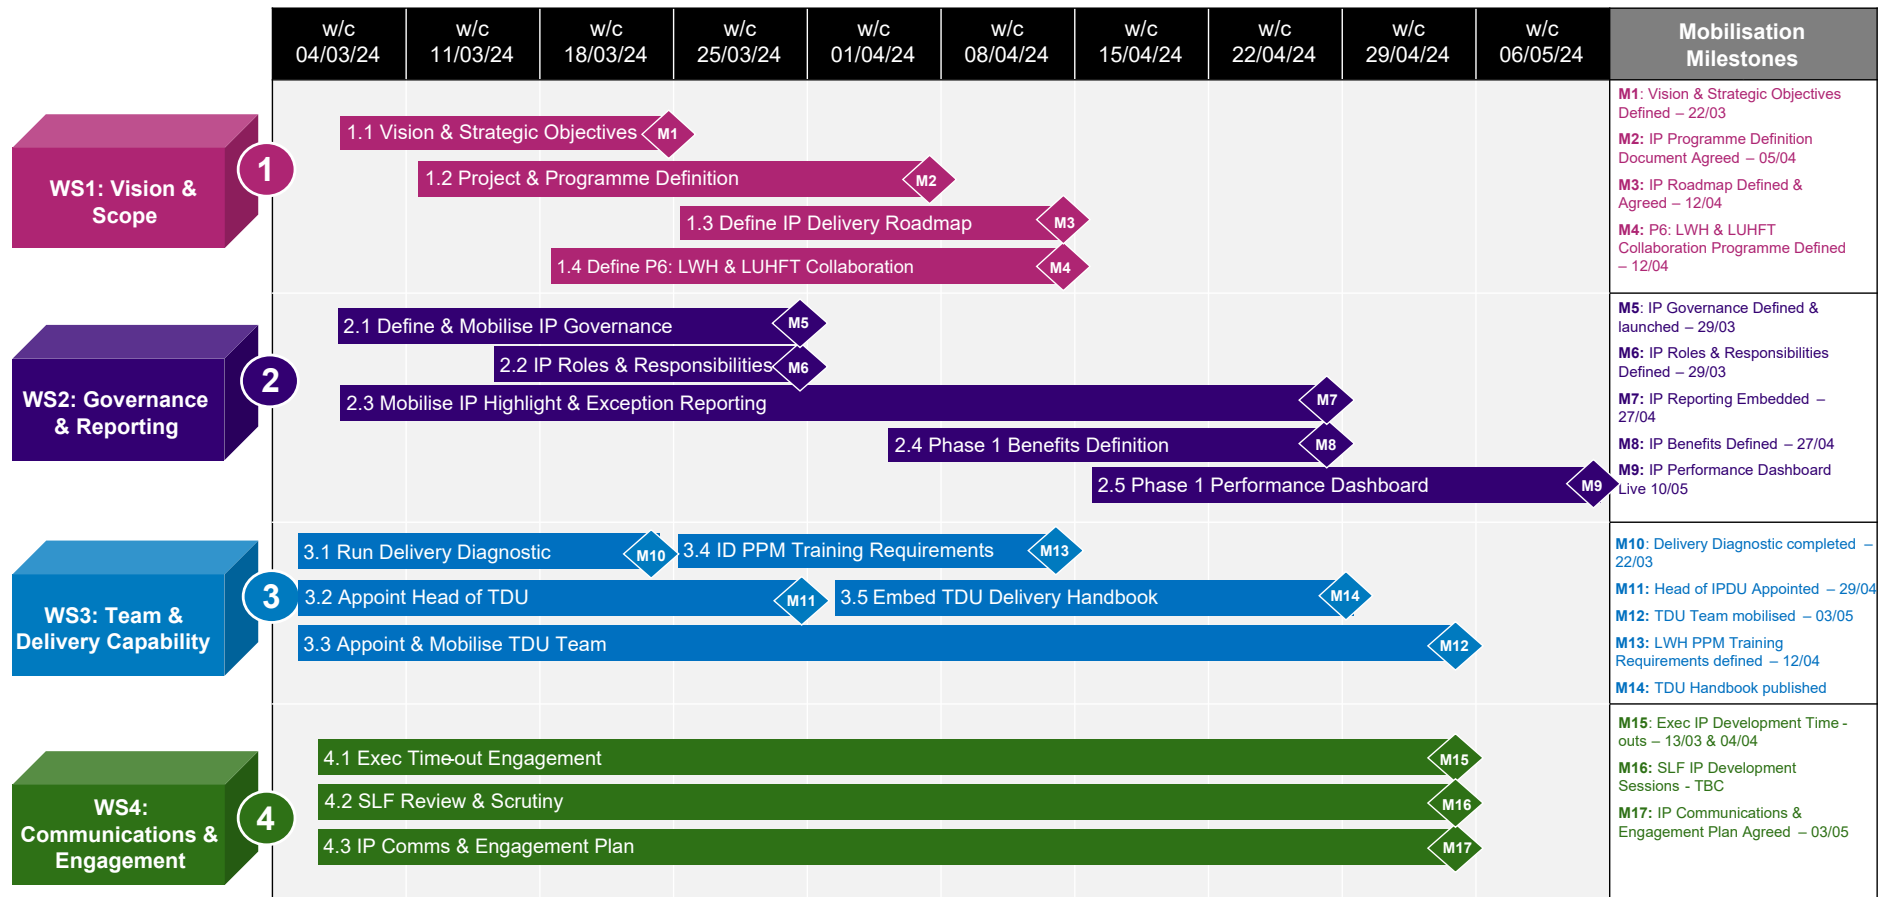 w/c
04/03/24
w/c
11/03/24
w/c
18/03/24
w/c
25/03/24
w/c
01/04/24
w/c
08/04/24
w/c
15/04/24
w/c
22/04/24
w/c
29/04/24
w/c
06/05/24
Mobilisation
Milestones
WS1: Vision &
Scope
1
1.1 Vision & Strategic Objectives
M1
1.2 Project & Programme Definition
M2
1.3 Define IP Delivery Roadmap
M3
1.4 Define P6: LWH & LUHFT Collaboration
M4
M1: Vision & Strategic Objectives
Defined – 22/03
M2: IP Programme Definition
Document Agreed – 05/04
M3: IP Roadmap Defined &
Agreed – 12/04
M4: P6: LWH & LUHFT
Collaboration Programme Defined
– 12/04
WS2: Governance
& Reporting
2
2.1 Define & Mobilise IP Governance
M5
2.2 IP Roles & Responsibilities
M6
2.3 Mobilise IP Highlight & Exception Reporting
M7
2.4 Phase 1 Benefits Definition
M8
2.5 Phase 1 Performance Dashboard
M9
M5: IP Governance Defined &
launched – 29/03
M6: IP Roles & Responsibilities
Defined – 29/03
M7: IP Reporting Embedded –
27/04
M8: IP Benefits Defined – 27/04
M9: IP Performance Dashboard
Live 10/05
WS3: Team &
Delivery Capability
3
3.1 Run Delivery Diagnostic
M10
3.4 ID PPM Training Requirements
M13
3.2 Appoint Head of TDU
M11
3.5 Embed TDU Delivery Handbook
M14
3.3 Appoint & Mobilise TDU Team
M12
M10: Delivery Diagnostic completed –
22/03
M11: Head of IPDU Appointed – 29/04
M12: TDU Team mobilised – 03/05
M13: LWH PPM Training
Requirements defined – 12/04
M14: TDU Handbook published
WS4:
Communications &
Engagement
4
4.1 Exec Time-out Engagement
M15
4.2 SLF Review & Scrutiny
M16
4.3 IP Comms & Engagement Plan
M17
M15: Exec IP Development Time -
outs – 13/03 & 04/04
M16: SLF IP Development
Sessions - TBC
M17: IP Communications &
Engagement Plan Agreed – 03/05